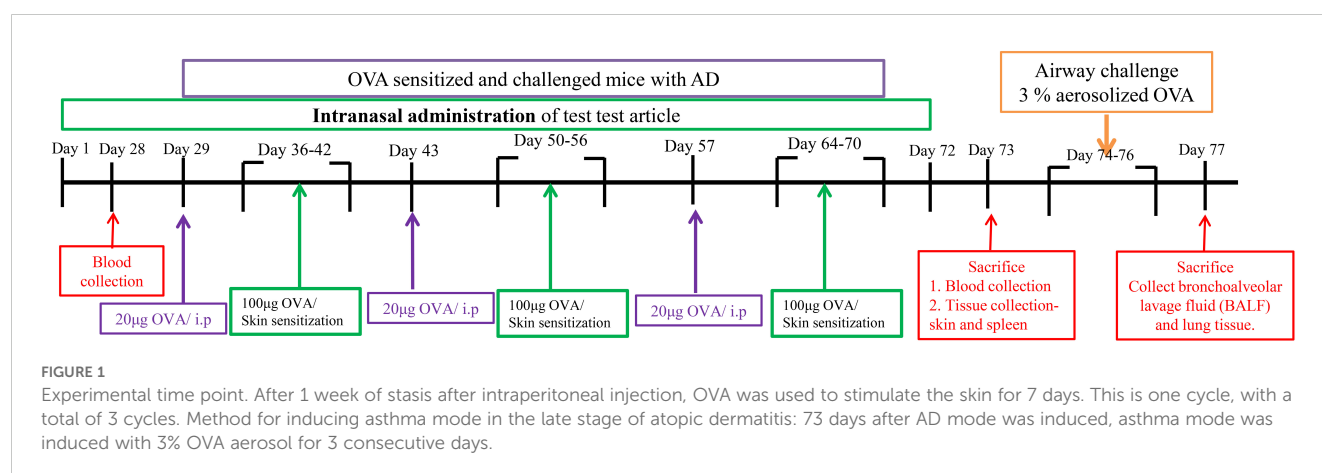 OVA sensitized and challenged mice with AD
Airway challenge
3 % aerosolized OVA
Intranasal administration of test test article
Day 1
Day 28
Day 29
Day 36-42
Day 43
Day 50-56
Day 57
Day 64-70
Day 72
Day 73
Day 74-76
Day 77
Blood
collection
20µg OVA/ i.p
100µg OVA/
Skin sensitization
20µg OVA/ i.p
100µg OVA/
Skin sensitization
20µg OVA/ i.p
100µg OVA/
Skin sensitization
Sacrifice
1. Blood collection
2. Tissue collection-
skin and spleen
Sacrifice
Collect bronchoalveolar
lavage fluid (BALF)
and lung tissue.
FIGURE 1
Experimental time point. After 1 week of stasis after intraperitoneal injection, OVA was used to stimulate the skin for 7 days. This is one cycle, with a
total of 3 cycles. Method for inducing asthma mode in the late stage of atopic dermatitis: 73 days after AD mode was induced, asthma mode was
induced with 3% OVA aerosol for 3 consecutive days.